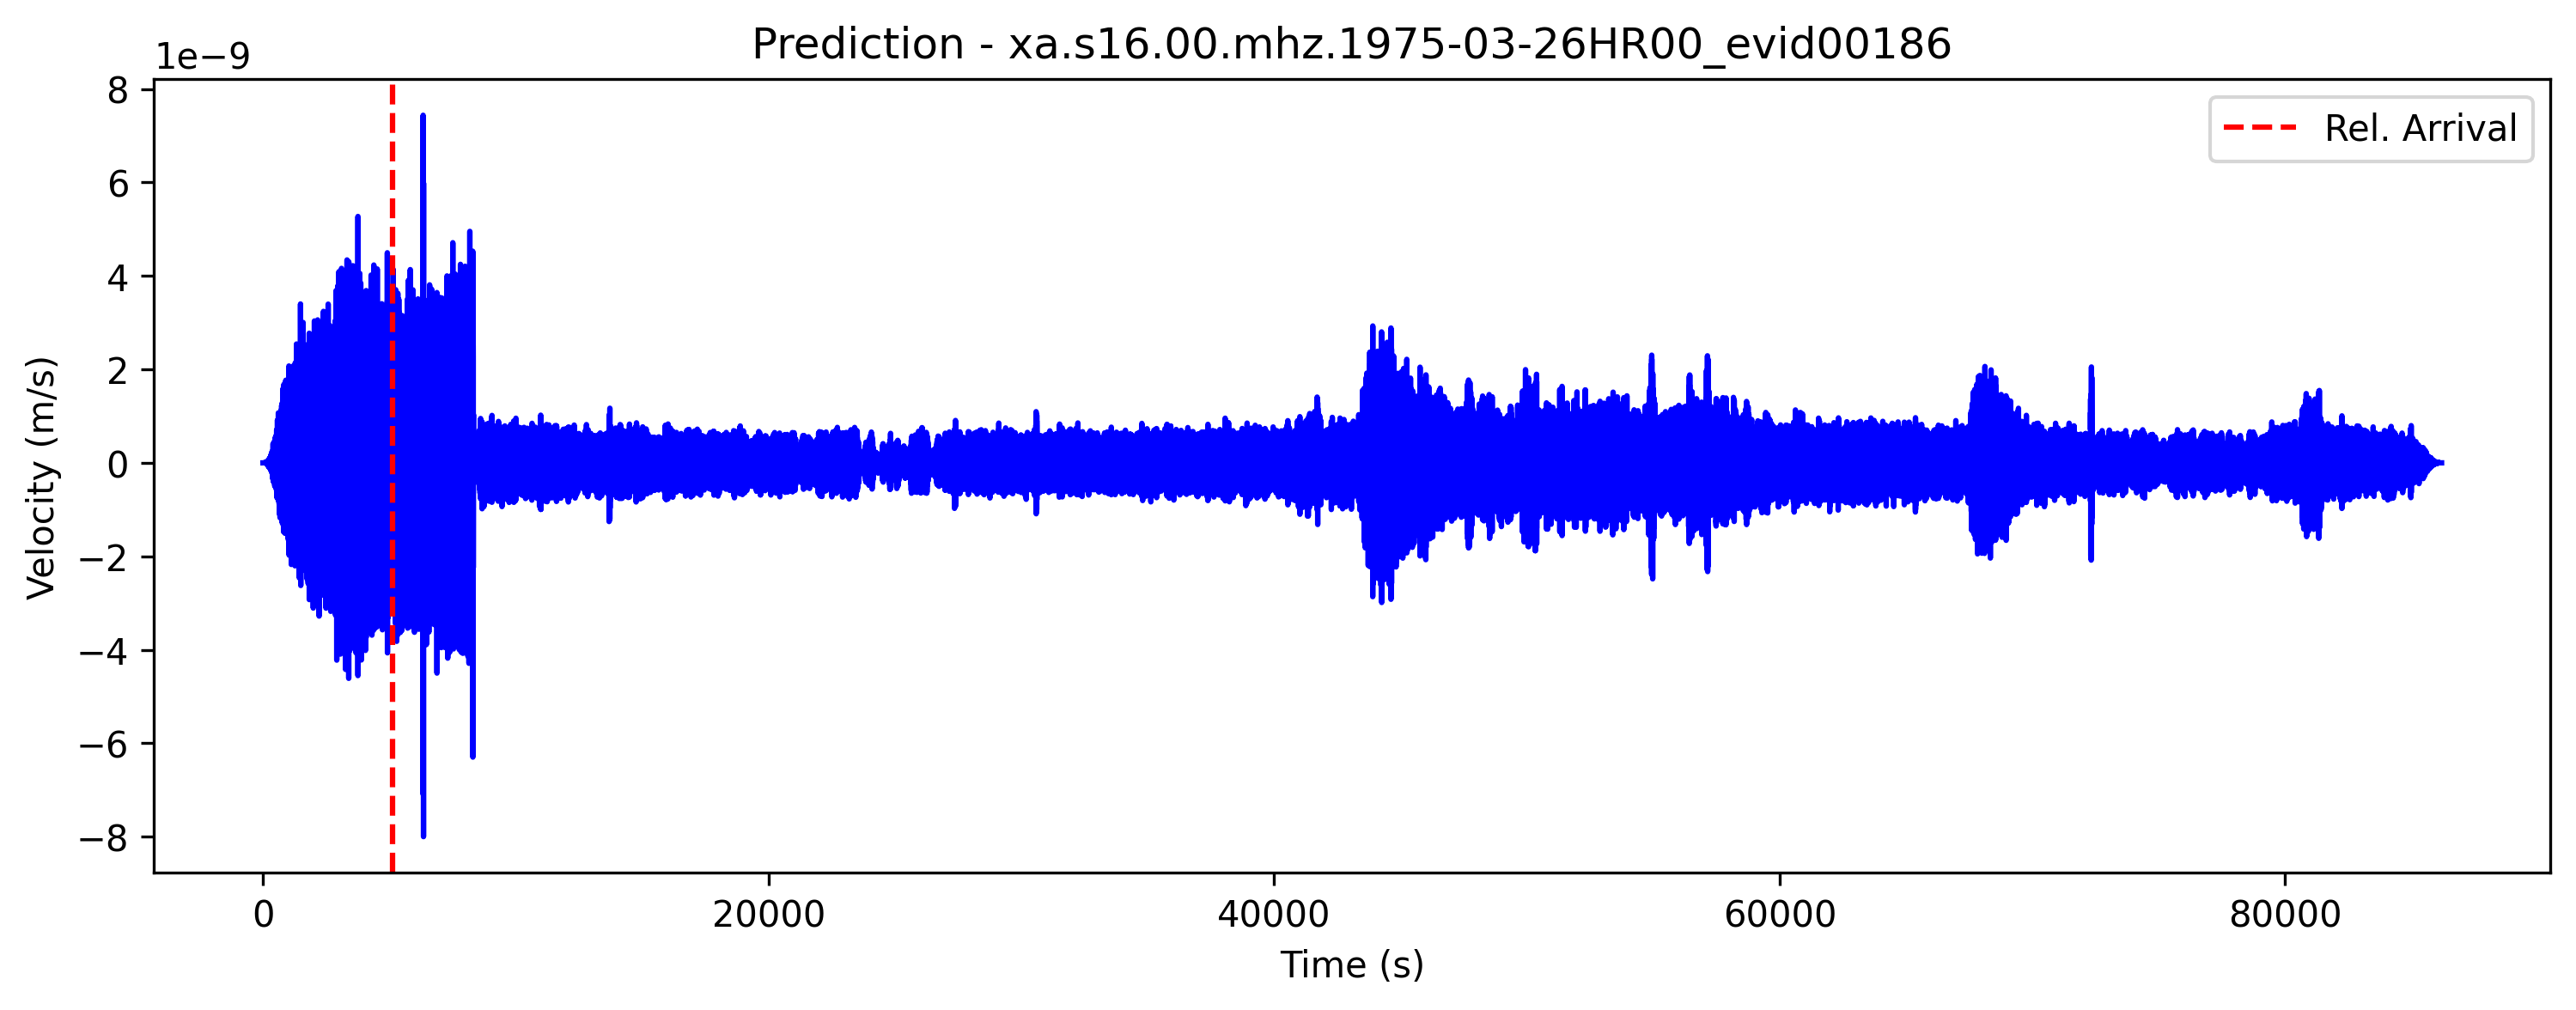 Prediction - xa.s16.00.mhz.1975-03-26HR00_evid00186
1e−9
Rel. Arrival
8
6
4
2
0
−2
−4
−6
−8
Velocity (m/s)
0 20000 40000 60000 80000
Time (s)